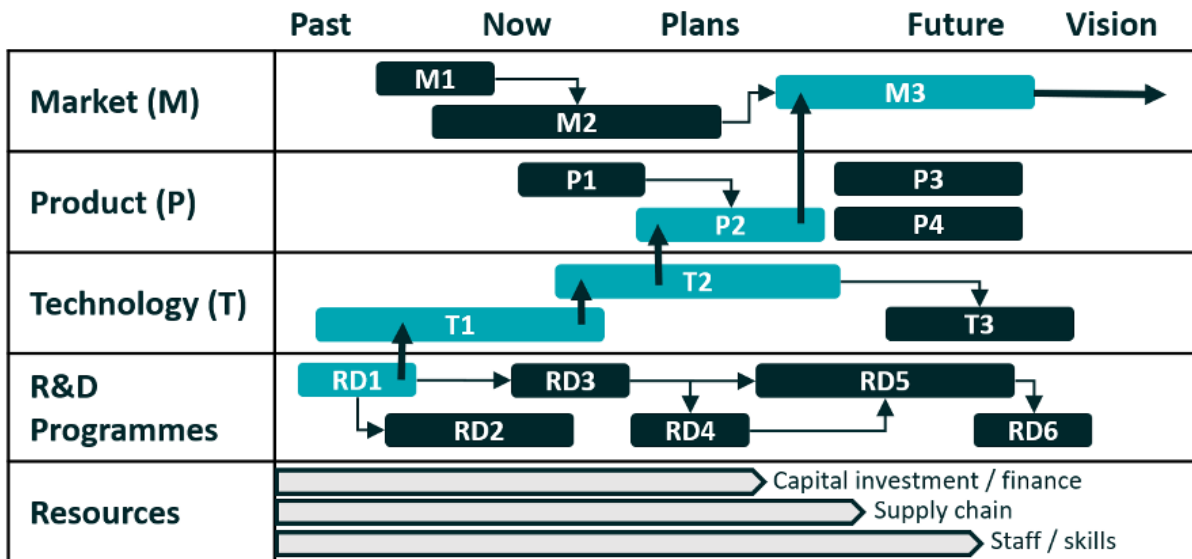 Past Now Plans Future Vision
Market (M)
M1
M2
M3
Product (P)
P1
P2
P3
P4
Technology (T)
T1
T2
T3
R&D
Programmes
RD1
RD2
RD3
RD4
RD5
RD6
Resources
Capital investment / finance
Supply chain
Staff / skills